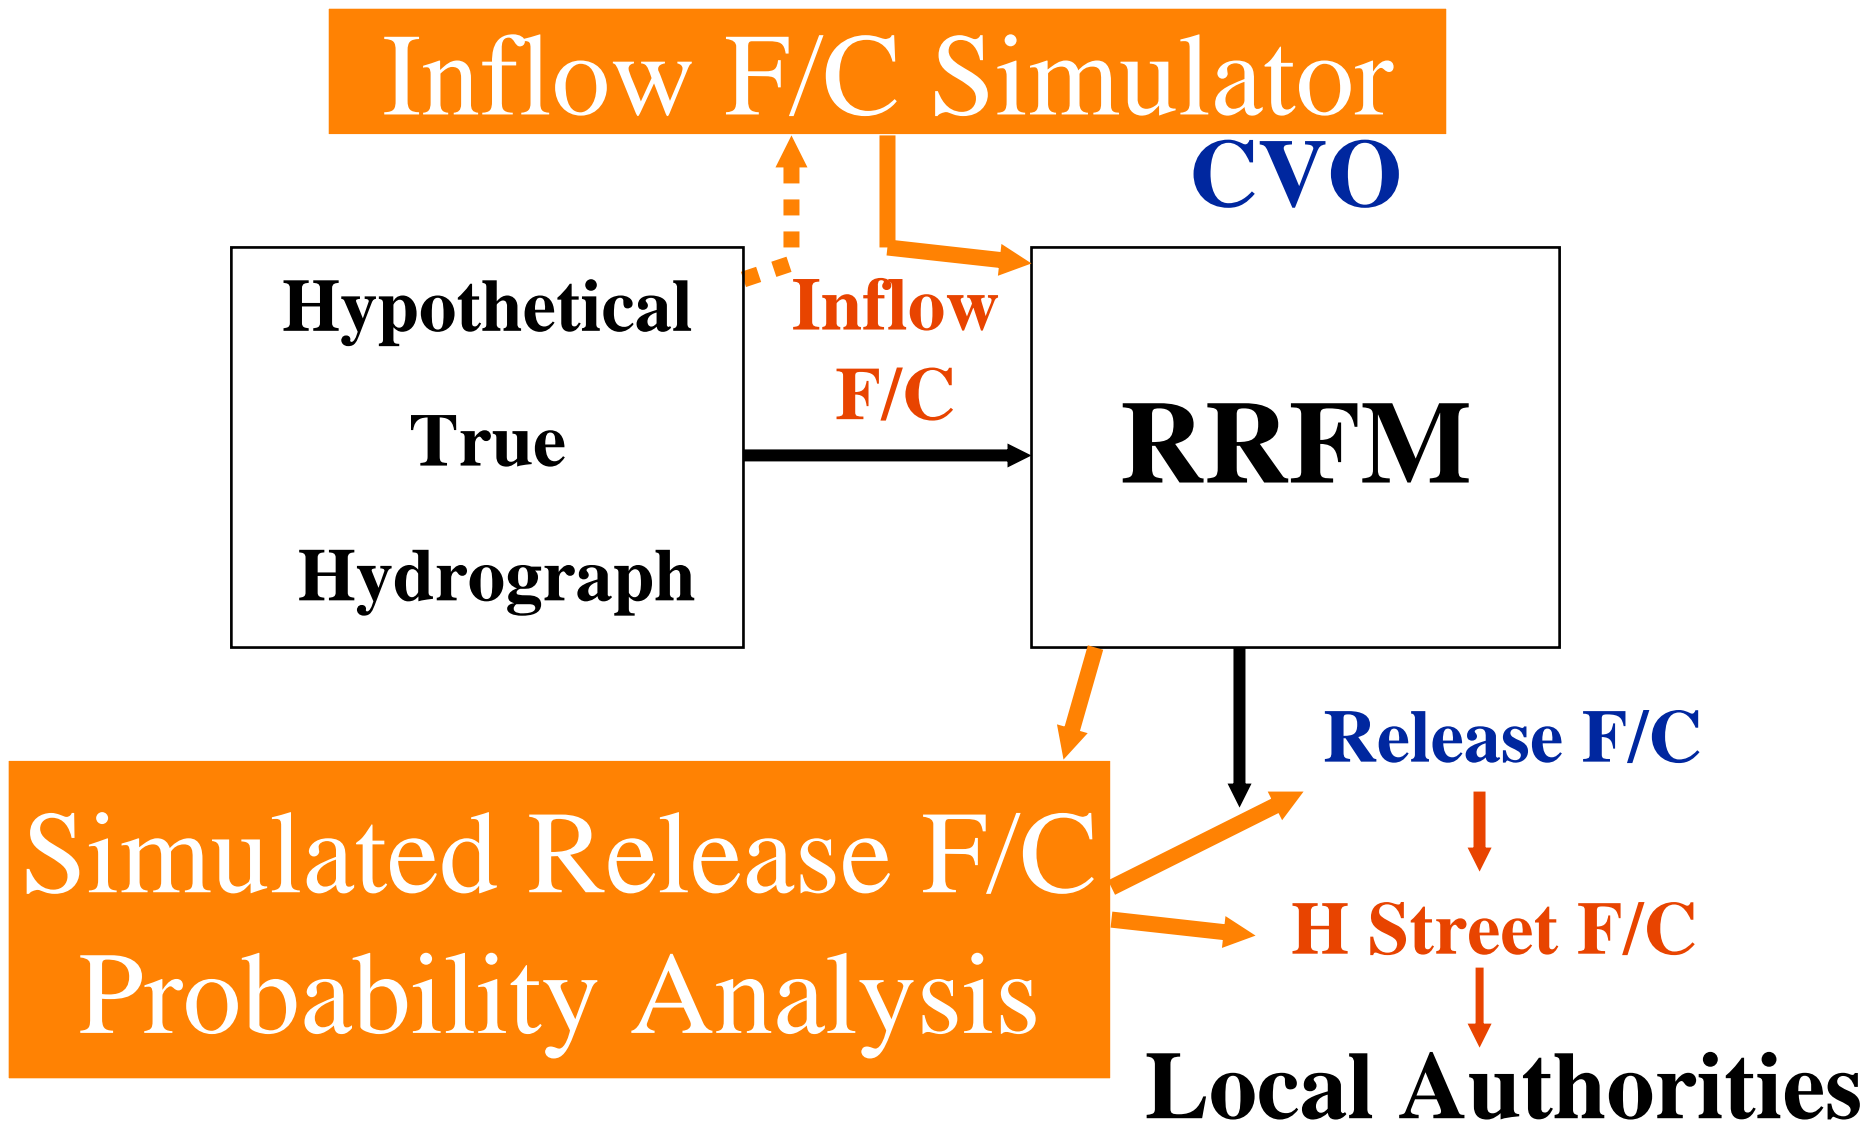 Inflow F/C Simulator
CVO
Hypothetical
True
Hydrograph
Inflow
F/C
RRFM
Release F/C
Simulated Release F/C
Probability Analysis
H Street F/C
Local Authorities